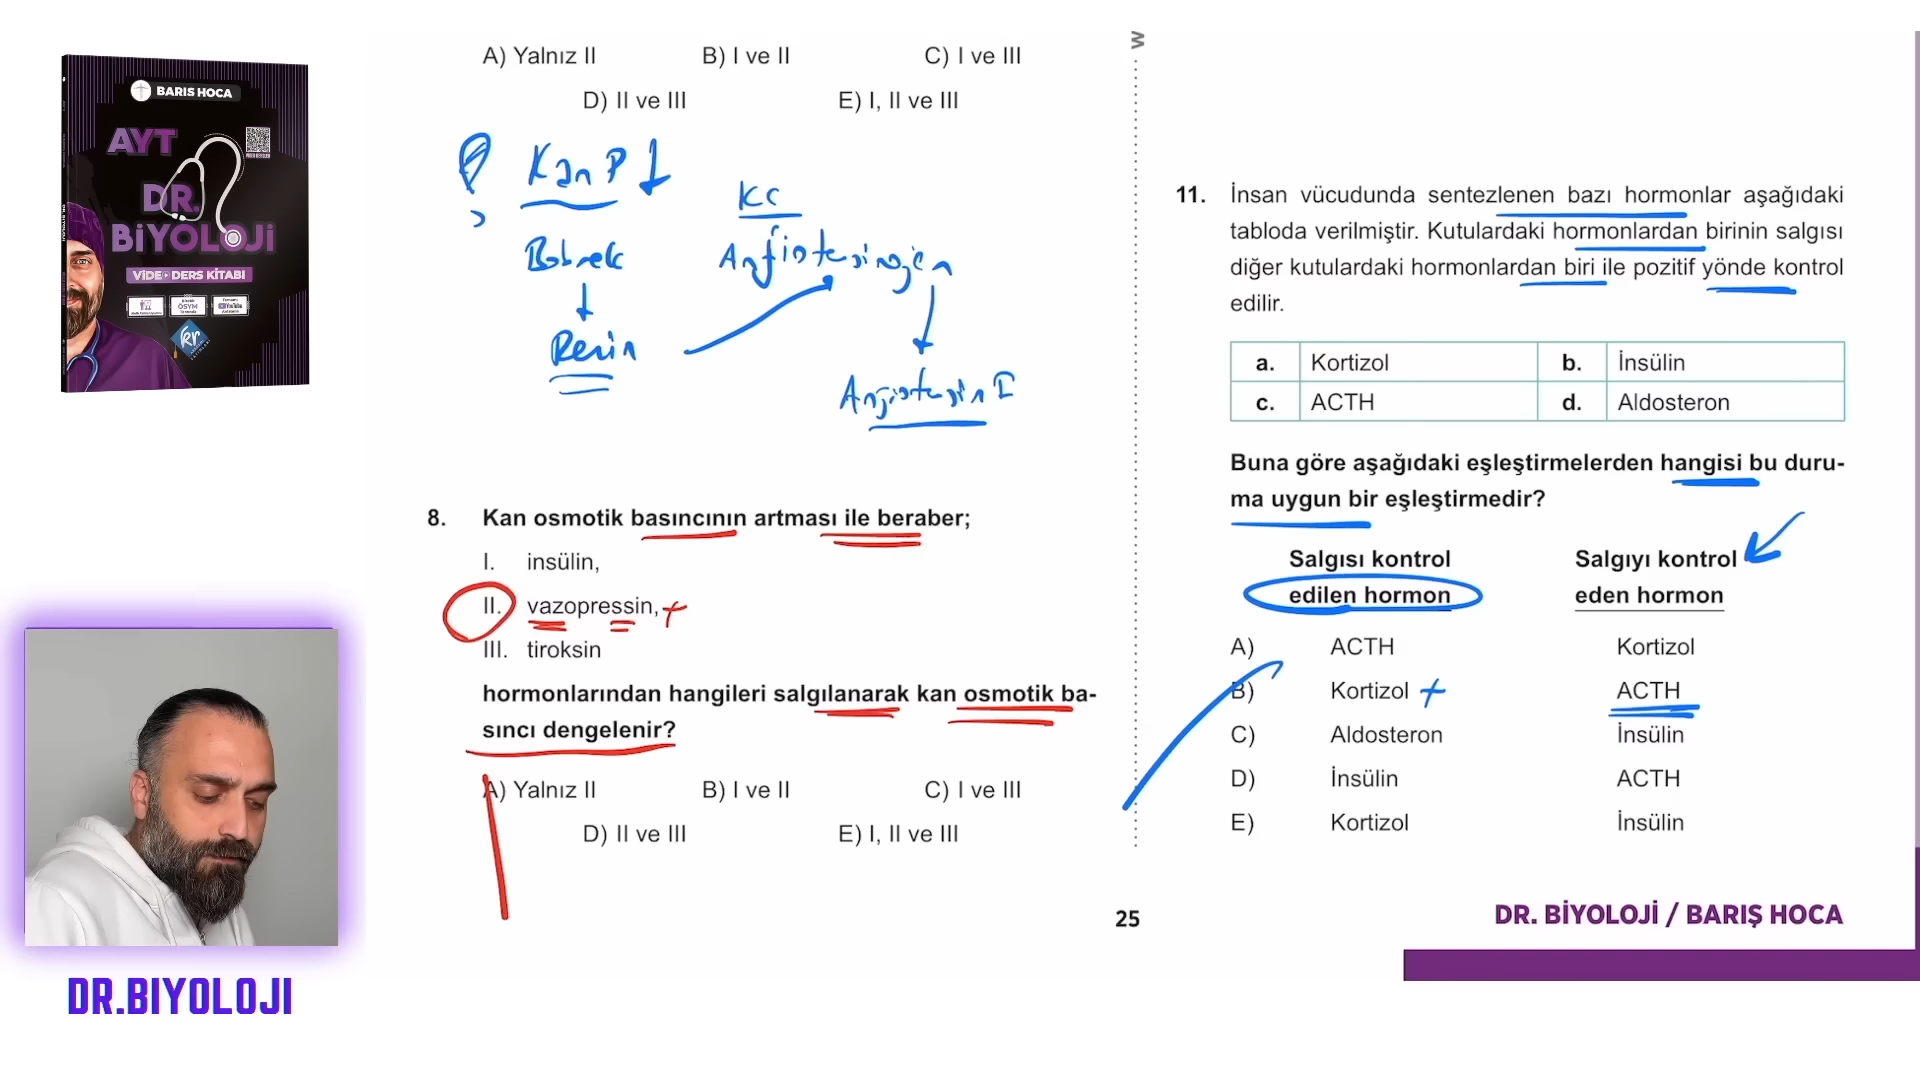 BARIS HOCA
AYT
DR.
BİYOLOJİ
VİDEO DERS KİTABI
ÖSYM
YouTube
DR.BIYOLOJI
A) Yalnız II B) I ve II C) I ve III
D) II ve III E) I, II ve III
Kan P ↓
KC
Böbrek
Anjiotensinojen
Renin
Anjiotensin I
8. Kan osmotik basıncının artması ile beraber;
I. insülin,
II. vazopressin, +
III. tiroksin
hormonlarından hangileri salgılanarak kan osmotik ba-
sıncı dengelenir?
A) Yalnız II B) I ve II C) I ve III
D) II ve III E) I, II ve III
11. İnsan vücudunda sentezlenen bazı hormonlar aşağıdaki
tabloda verilmiştir. Kutulardaki hormonlardan birinin salgısı
diğer kutulardaki hormonlardan biri ile pozitif yönde kontrol
edilir.
a. Kortizol b. İnsülin
c. ACTH d. Aldosteron
Buna göre aşağıdaki eşleştirmelerden hangisi bu duru-
ma uygun bir eşleştirmedir?
Salgısı kontrol Salgıyı kontrol
edilen hormon eden hormon
A) ACTH Kortizol
B) Kortizol + ACTH
C) Aldosteron İnsülin
D) İnsülin ACTH
E) Kortizol İnsülin
25
DR. BİYOLOJİ / BARIŞ HOCA